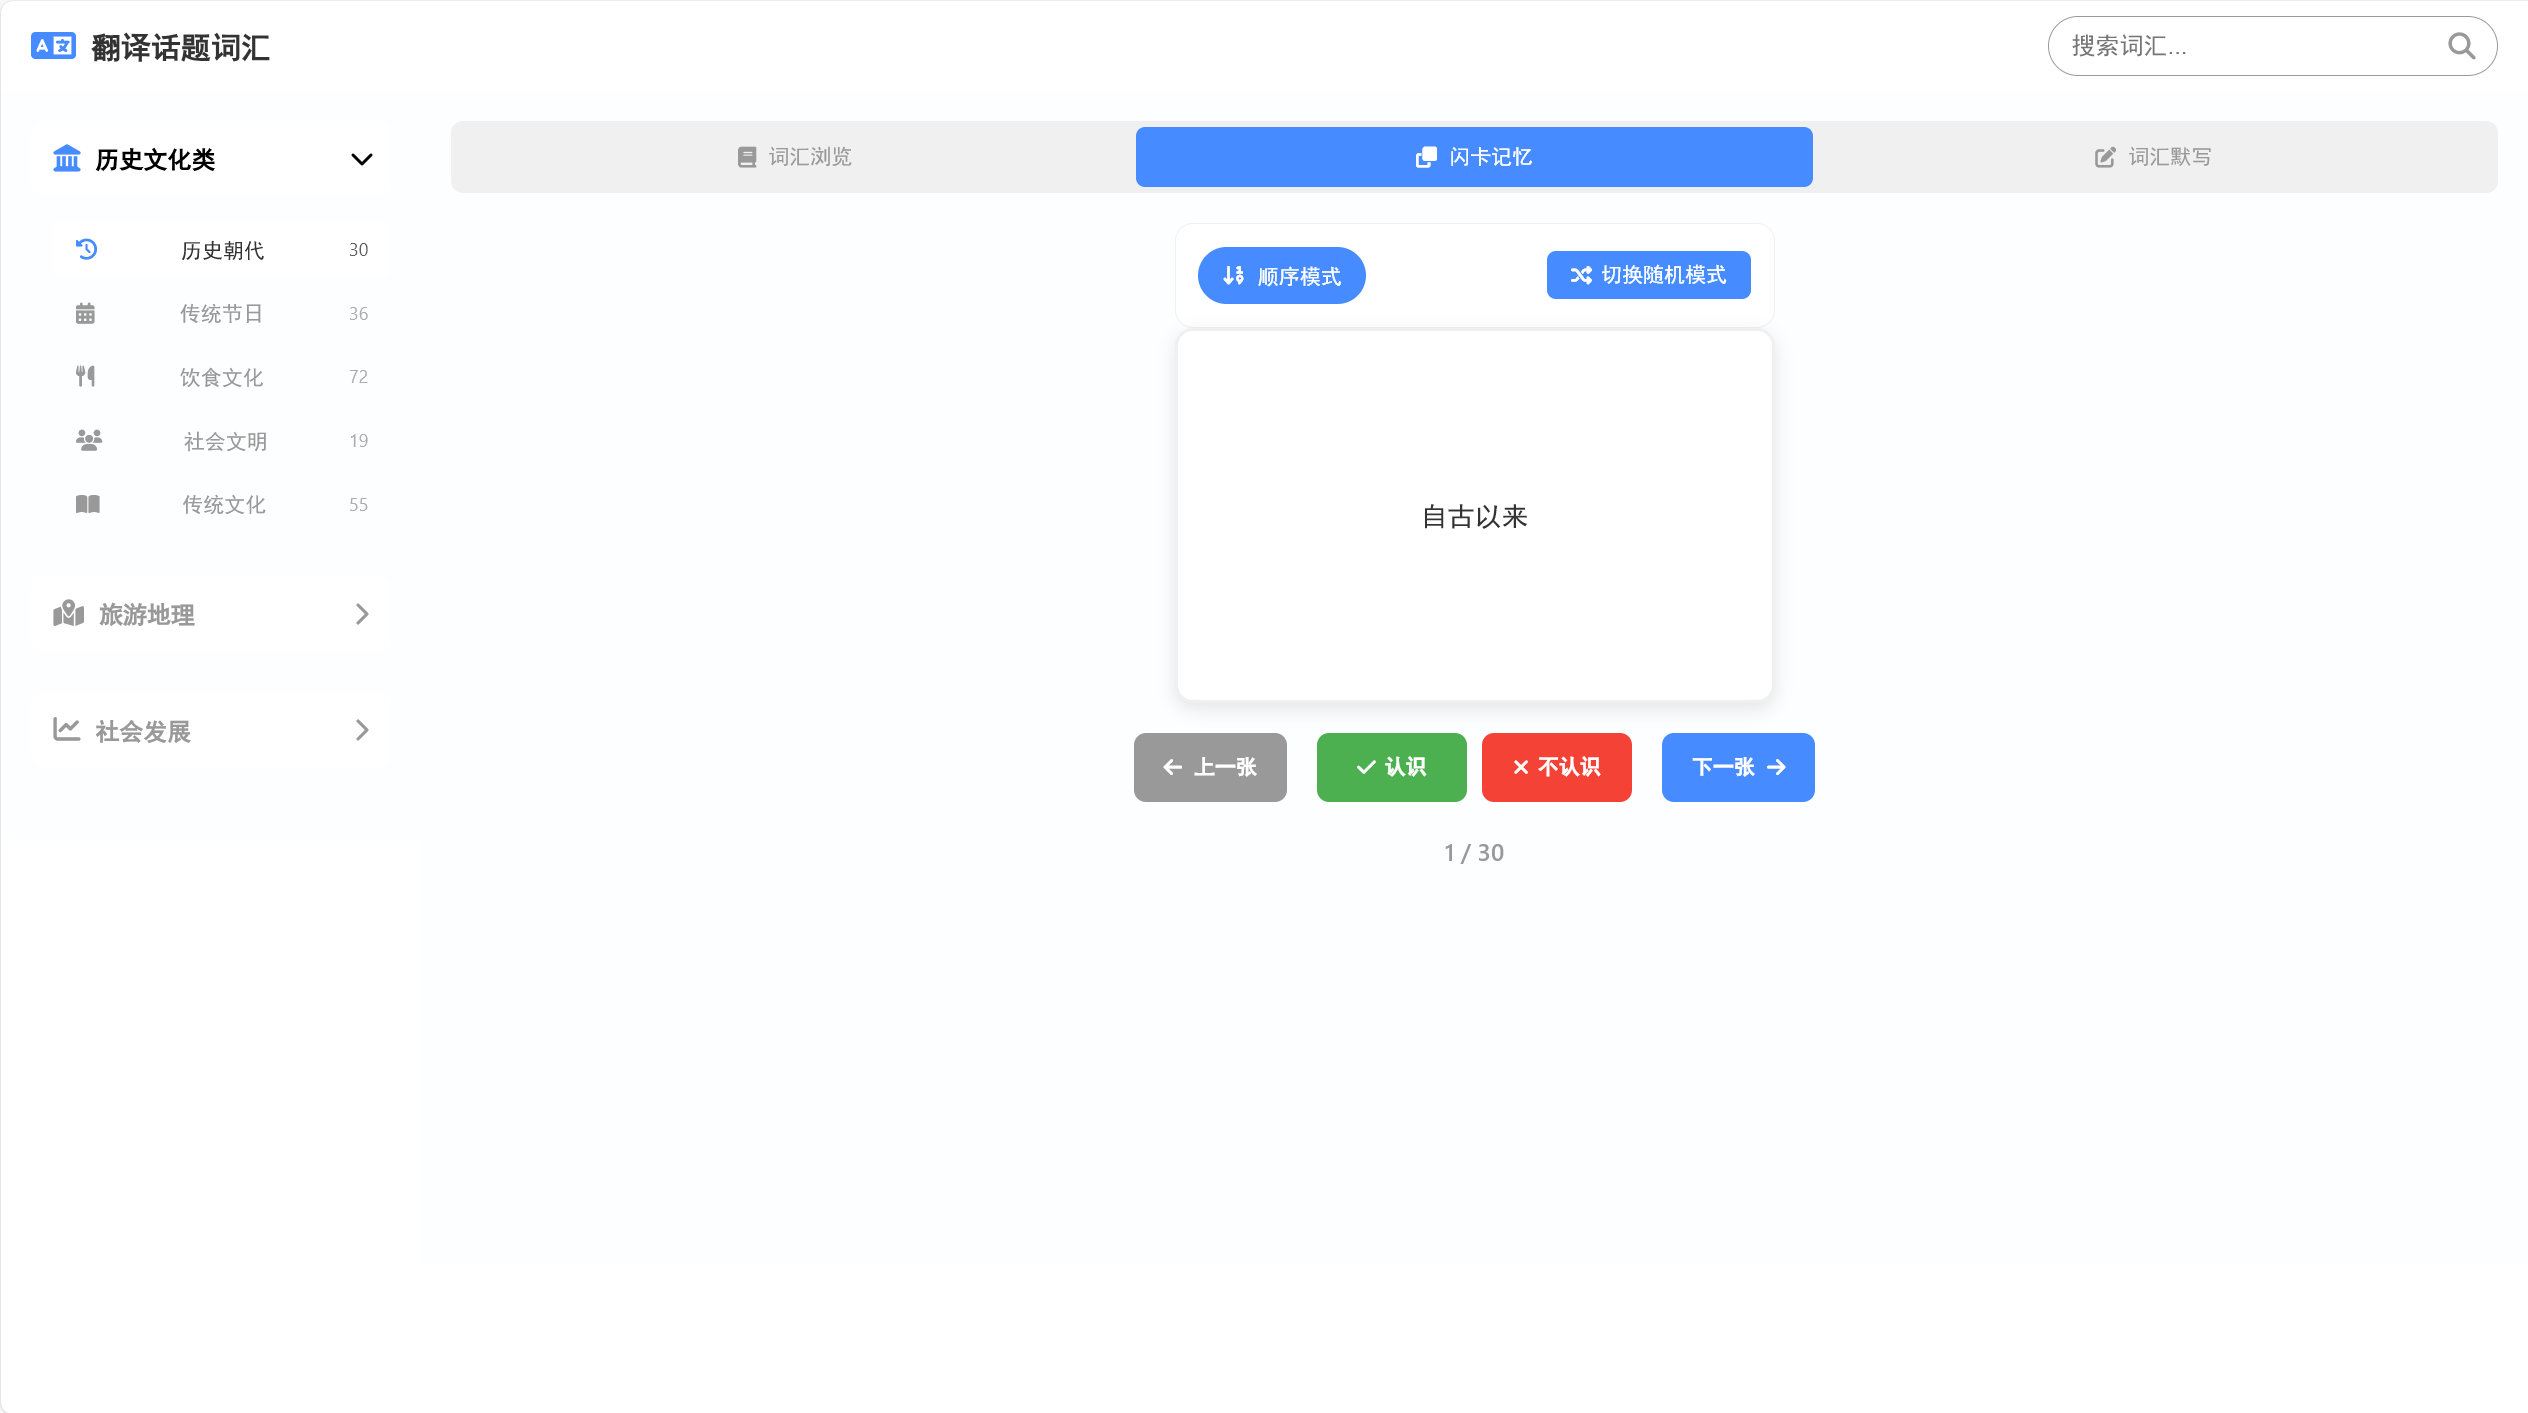 翻译话题词汇
搜索词汇...
历史文化类
历史朝代 30
传统节日 36
饮食文化 72
社会文明 19
传统文化 55
旅游地理
社会发展
词汇浏览
闪卡记忆
词汇默写
顺序模式
切换随机模式
自古以来
上一张
认识
不认识
下一张
1 / 30